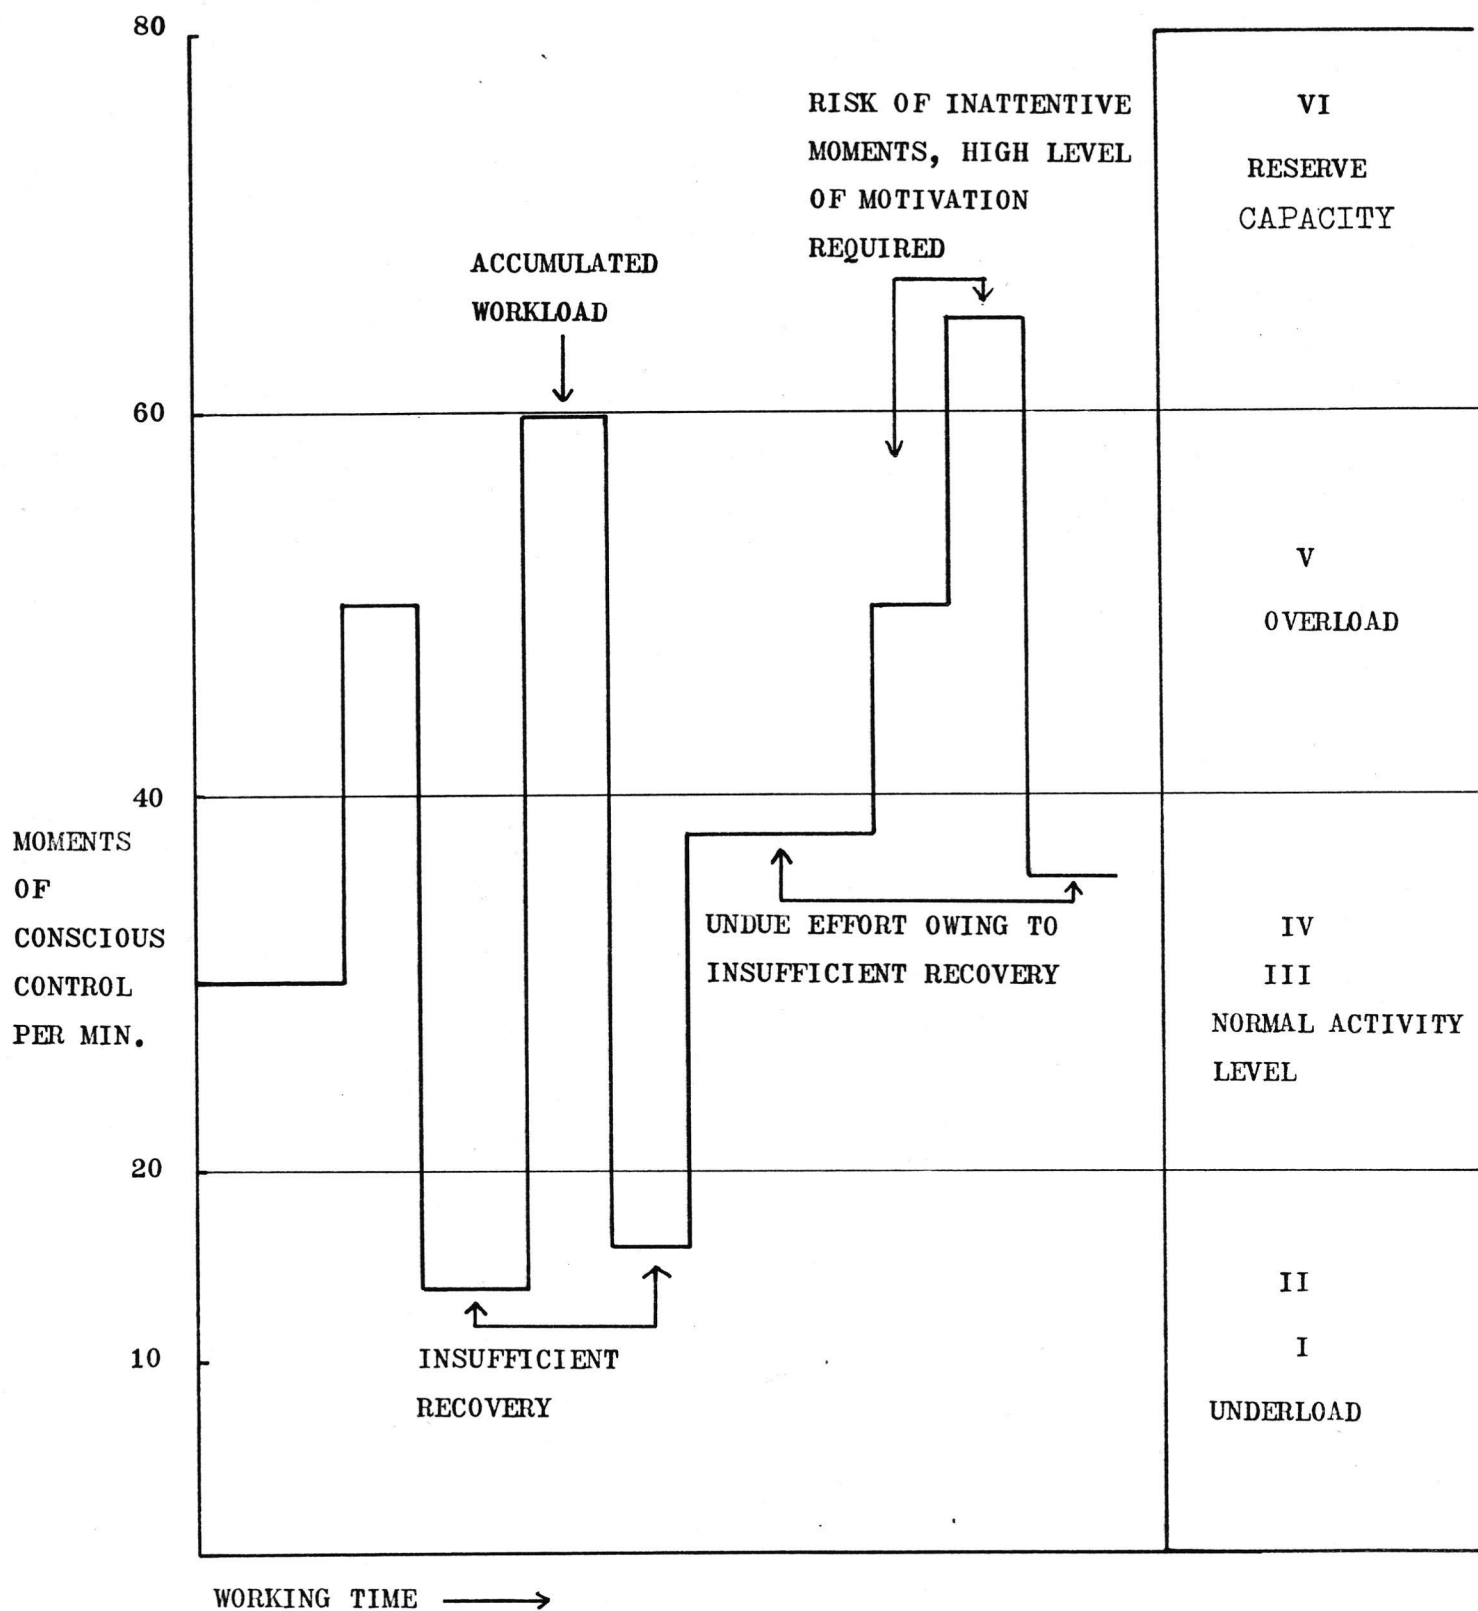 80
60
40
20
10
MOMENTS
OF
CONSCIOUS
CONTROL
PER MIN.
ACCUMULATED
WORKLOAD
RISK OF INATTENTIVE
MOMENTS, HIGH LEVEL
OF MOTIVATION
REQUIRED
UNDUE EFFORT OWING TO
INSUFFICIENT RECOVERY
INSUFFICIENT
RECOVERY
VI
RESERVE
CAPACITY
V
OVERLOAD
IV
III
NORMAL ACTIVITY
LEVEL
II
I
UNDERLOAD
WORKING TIME